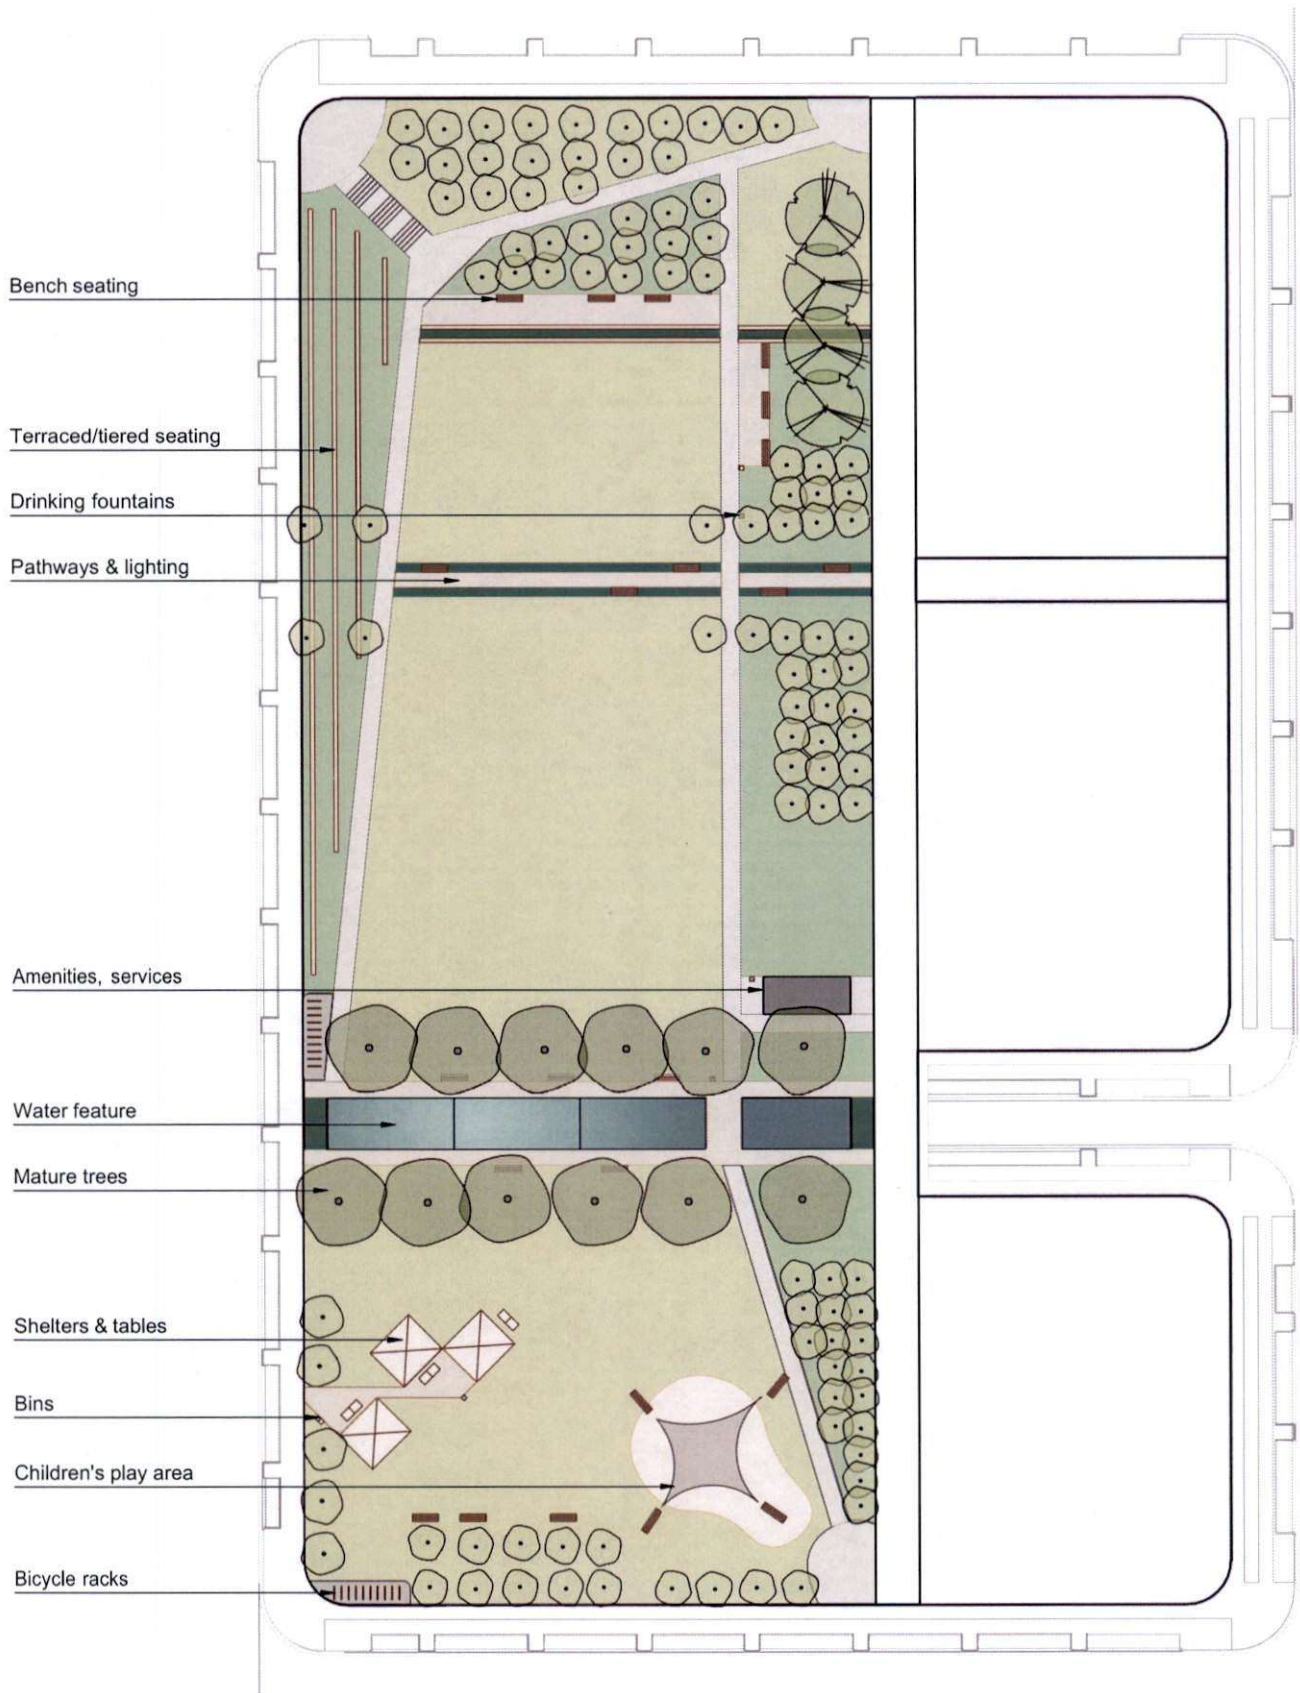 Bench seating
Terraced/tiered seating
Drinking fountains
Pathways & lighting
Amenities, services
Water feature
Mature trees
Shelters & tables
Bins
Children's play area
Bicycle racks